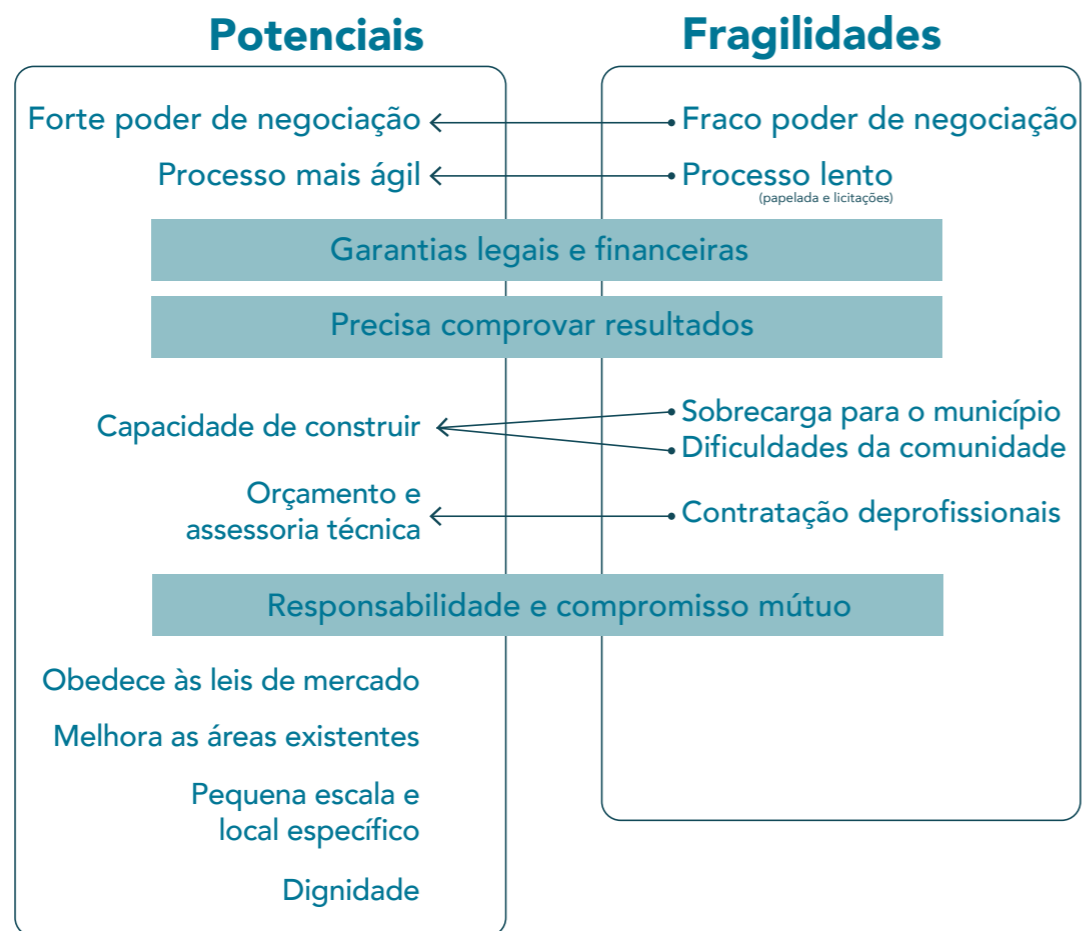 Potenciais
Fragilidades
Forte poder de negociação
Fraco poder de negociação
Processo mais ágil
Processo lento
(papelada e licitações)
Garantias legais e financeiras
Precisa comprovar resultados
Capacidade de construir
Sobrecarga para o município
Dificuldades da comunidade
Orçamento e
assessoria técnica
Contratação deprofissionais
Responsabilidade e compromisso mútuo
Obedece às leis de mercado
Melhora as áreas existentes
Pequena escala e
local específico
Dignidade